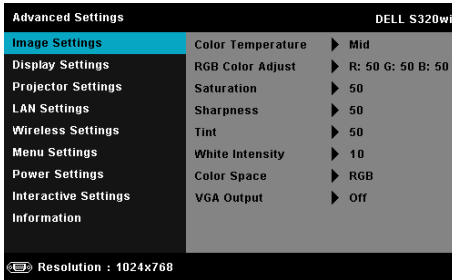 Advanced Settings DELL S320wi
Image Settings Color Temperature Mid
Display Settings RGB Color Adjust R: 50 G: 50 B: 50
Projector Settings Saturation 50
LAN Settings Sharpness 50
Wireless Settings Tint 50
Menu Settings White Intensity 10
Power Settings Color Space RGB
Interactive Settings VGA Output Off
Information
Resolution : 1024x768